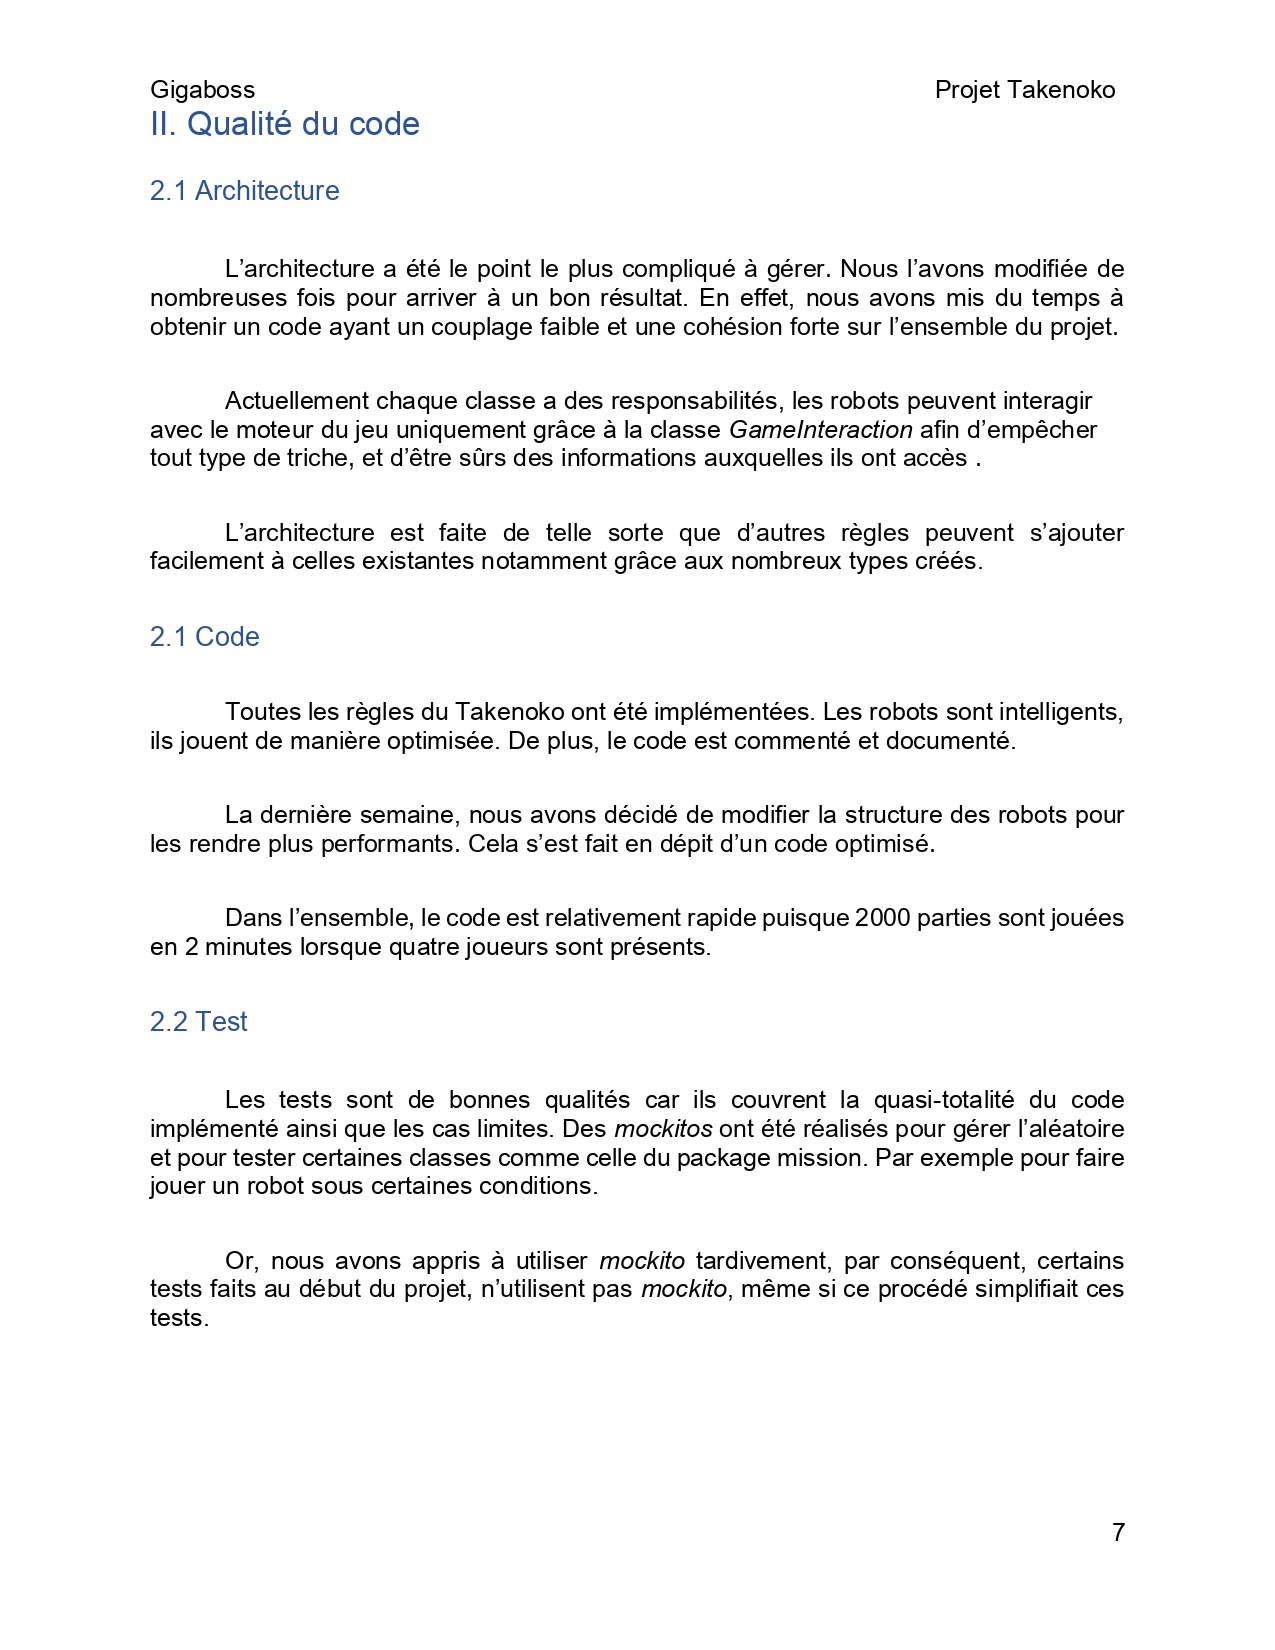 Gigaboss Projet Takenoko
II. Qualité du code
2.1 Architecture
L’architecture a été le point le plus compliqué à gérer. Nous l’avons modifiée de
nombreuses fois pour arriver à un bon résultat. En effet, nous avons mis du temps à
obtenir un code ayant un couplage faible et une cohésion forte sur l’ensemble du projet.
Actuellement chaque classe a des responsabilités, les robots peuvent interagir
avec le moteur du jeu uniquement grâce à la classe GameInteraction afin d’empêcher
tout type de triche, et d’être sûrs des informations auxquelles ils ont accès .
L’architecture est faite de telle sorte que d’autres règles peuvent s’ajouter
facilement à celles existantes notamment grâce aux nombreux types créés.
2.1 Code
Toutes les règles du Takenoko ont été implémentées. Les robots sont intelligents,
ils jouent de manière optimisée. De plus, le code est commenté et documenté.
La dernière semaine, nous avons décidé de modifier la structure des robots pour
les rendre plus performants. Cela s’est fait en dépit d’un code optimisé.
Dans l’ensemble, le code est relativement rapide puisque 2000 parties sont jouées
en 2 minutes lorsque quatre joueurs sont présents.
2.2 Test
Les tests sont de bonnes qualités car ils couvrent la quasi-totalité du code
implémenté ainsi que les cas limites. Des mockitos ont été réalisés pour gérer l’aléatoire
et pour tester certaines classes comme celle du package mission. Par exemple pour faire
jouer un robot sous certaines conditions.
Or, nous avons appris à utiliser mockito tardivement, par conséquent, certains
tests faits au début du projet, n’utilisent pas mockito, même si ce procédé simplifiait ces
tests.
7